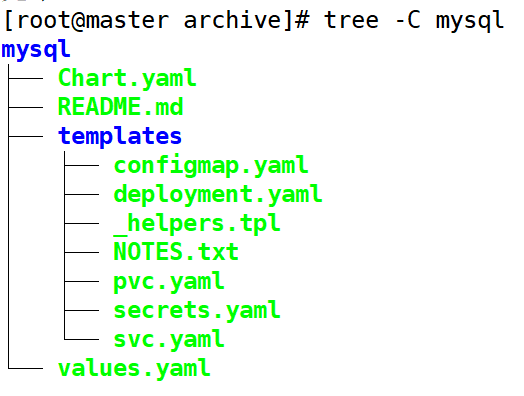 [root@master archive]# tree -C mysql
mysql
├── Chart.yaml
├── README.md
├── templates
│   ├── configmap.yaml
│   ├── deployment.yaml
│   ├── _helpers.tpl
│   ├── NOTES.txt
│   ├── pvc.yaml
│   ├── secrets.yaml
│   └── svc.yaml
└── values.yaml